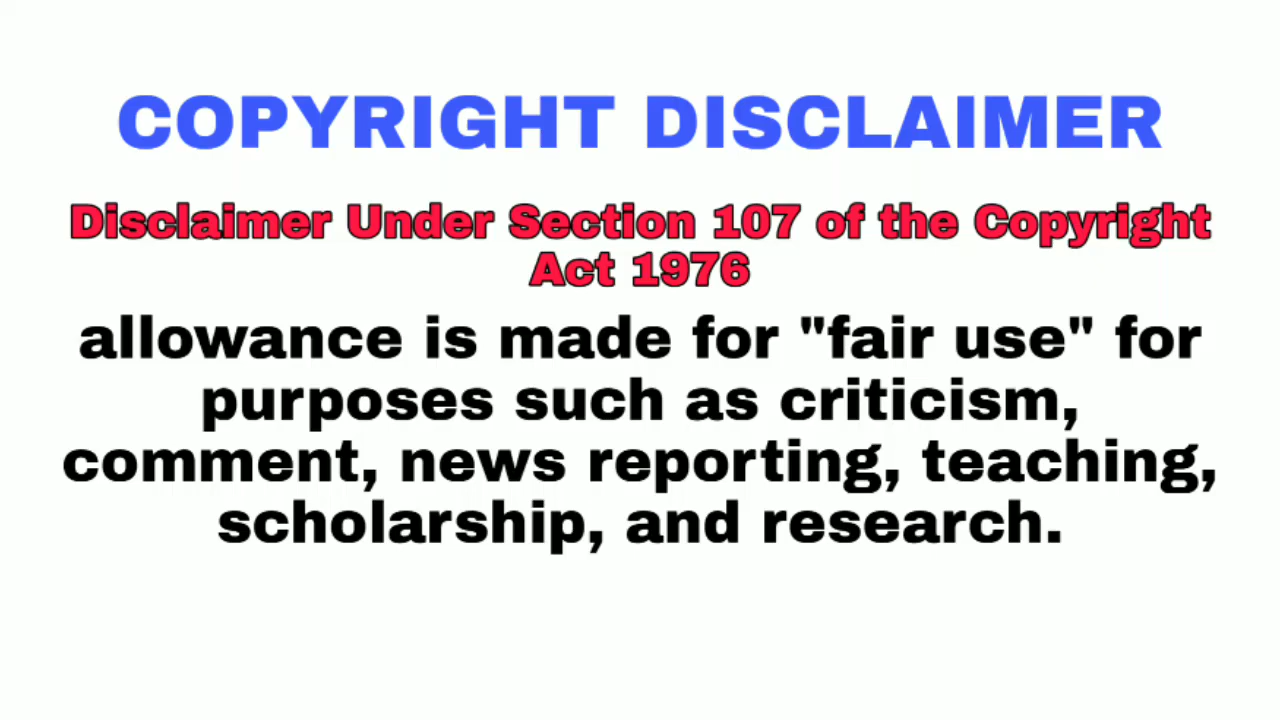 COPYRIGHT DISCLAIMER
Disclaimer Under Section 107 of the Copyright
Act 1976
allowance is made for "fair use" for
purposes such as criticism,
comment, news reporting, teaching,
scholarship, and research.